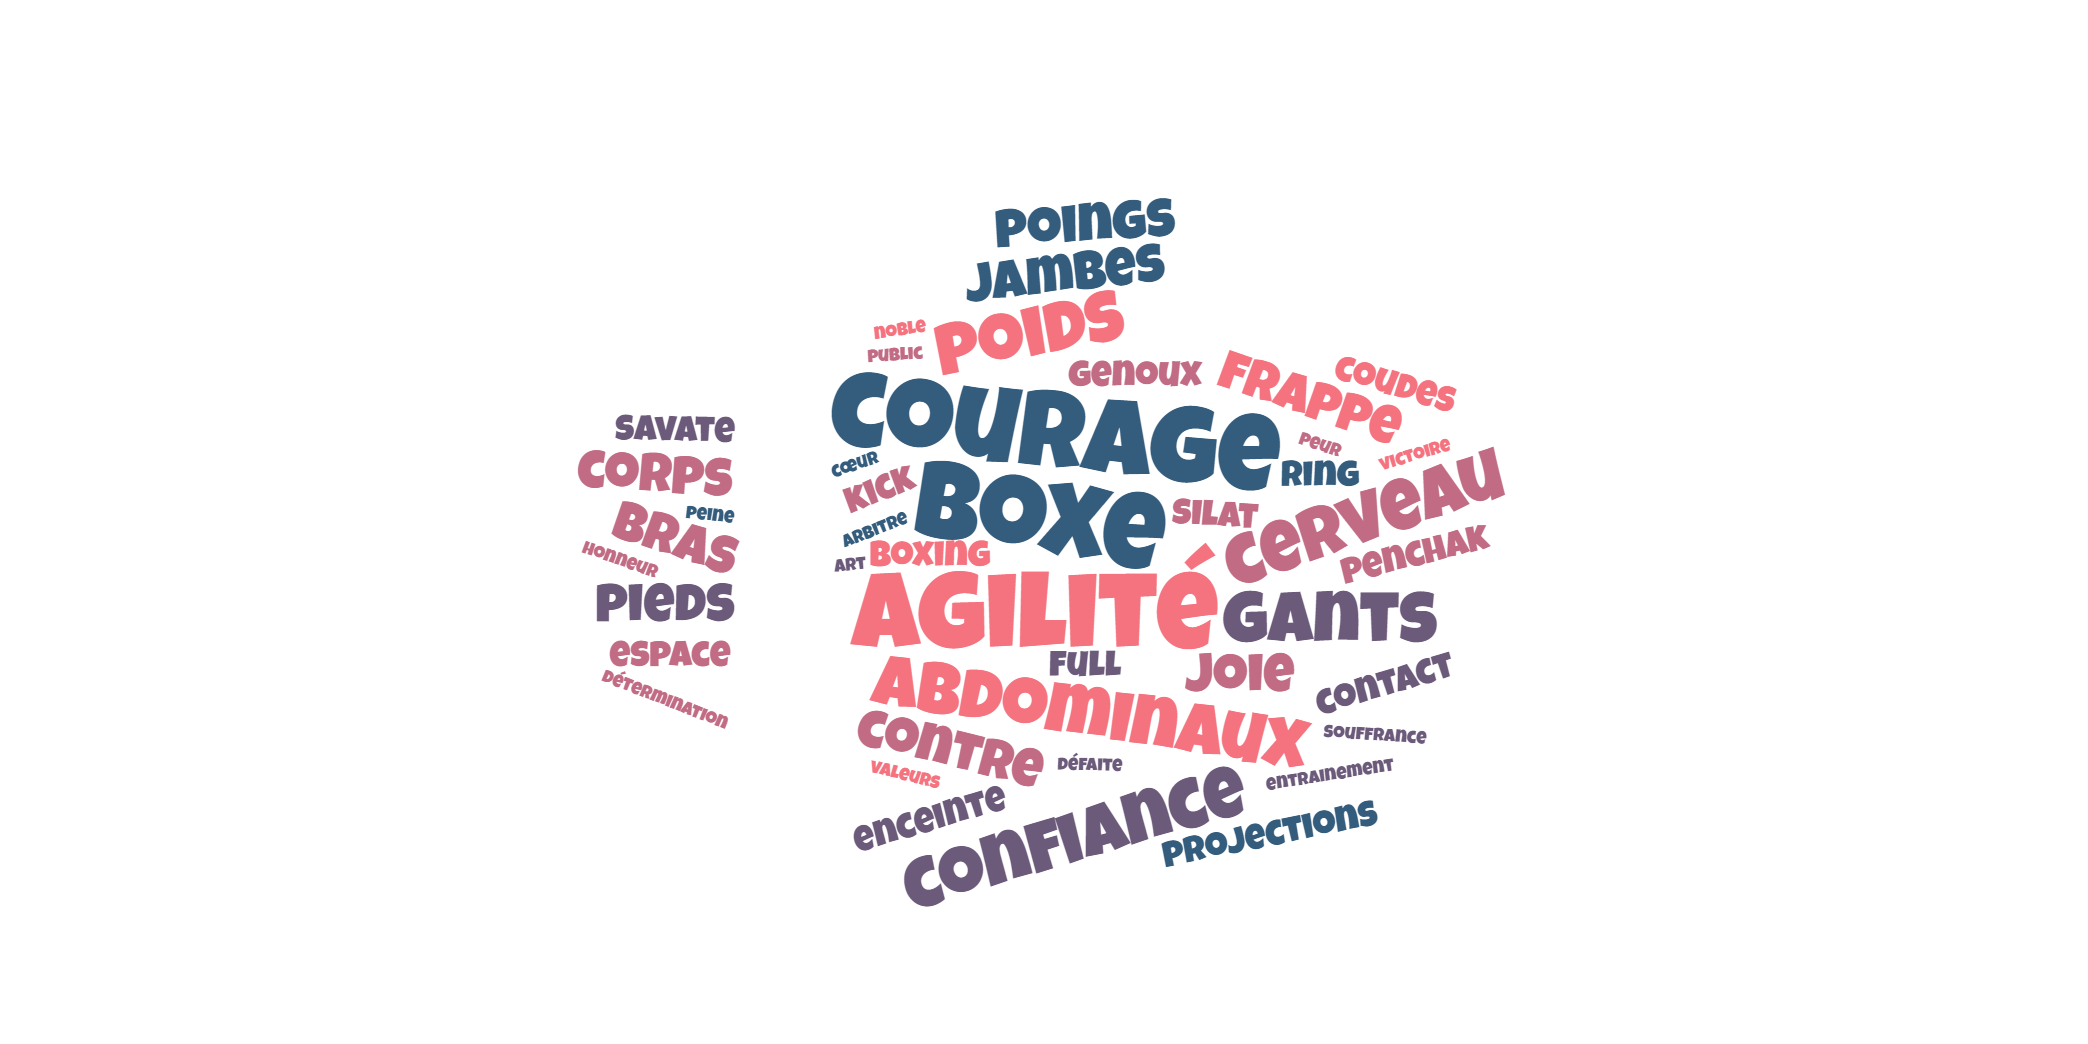 POINGS
JAMBES
POIDS
NOBLE
PUBLIC
GENOUX
FRAPPE
COUDES
COURAGE
PEUR
VICTOIRE
RING
CŒUR
KICK
BOXE
SILAT
CERVEAU
PENCHAK
ARBITRE
ART
BOXING
AGILITÉ
GANTS
FULL
JOIE
CONTACT
ABDOMINAUX
SOUFFRANCE
CONTRE
DÉFAITE
VALEURS
ENTRAINEMENT
ENCEINTE
CONFIANCE
PROJECTIONS
SAVATE
CORPS
PEINE
BRAS
HONNEUR
PIEDS
ESPACE
DÉTERMINATION